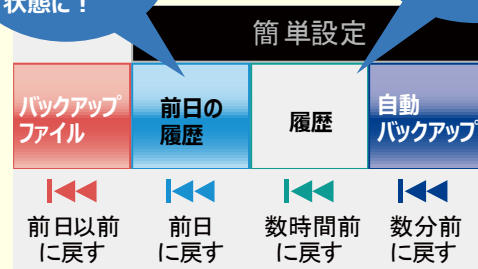 状態に！
簡単設定
バックアップ
ファイル
前日の
履歴
履歴
自動
バックアップ
前日以前
に戻す
前日
に戻す
数時間前
に戻す
数分前
に戻す